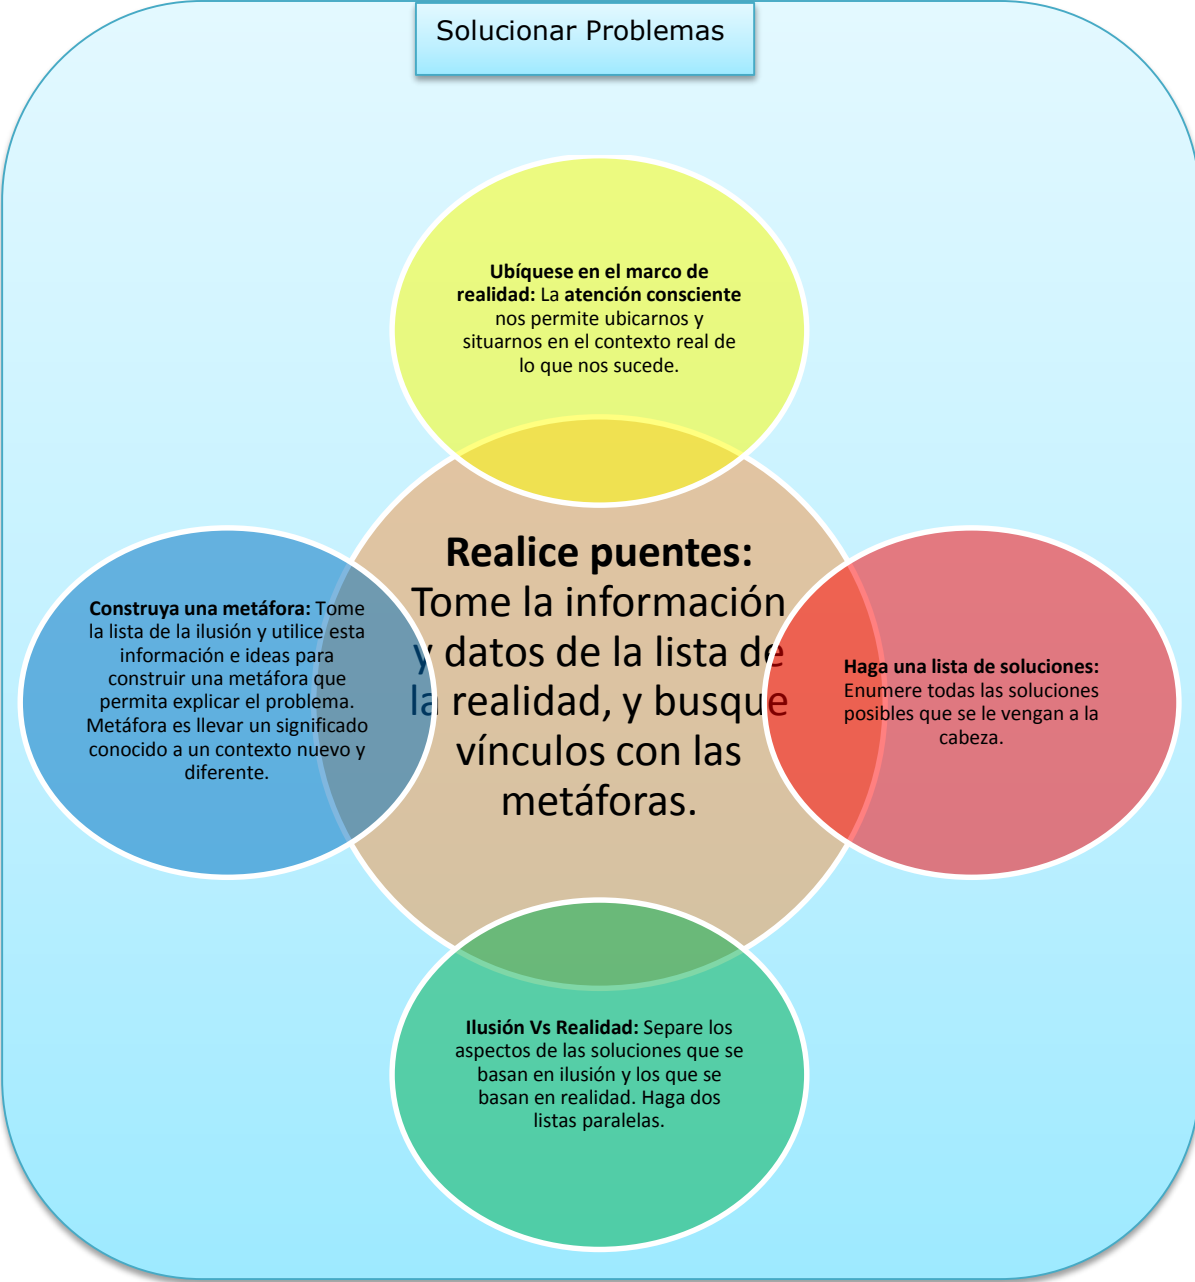 Solucionar Problemas
Ubíquese en el marco de
realidad: La atención consciente
nos permite ubicarnos y
situarnos en el contexto real de
lo que nos sucede.
Realice puentes:
Tome la información
y datos de la lista de
la realidad, y busque
vínculos con las
metáforas.
Construya una metáfora: Tome
la lista de la ilusión y utilice esta
información e ideas para
construir una metáfora que
permita explicar el problema.
Metáfora es llevar un significado
conocido a un contexto nuevo y
diferente.
Haga una lista de soluciones:
Enumere todas las soluciones
posibles que se le vengan a la
cabeza.
Ilusión Vs Realidad: Separe los
aspectos de las soluciones que se
basan en ilusión y los que se
basan en realidad. Haga dos
listas paralelas.